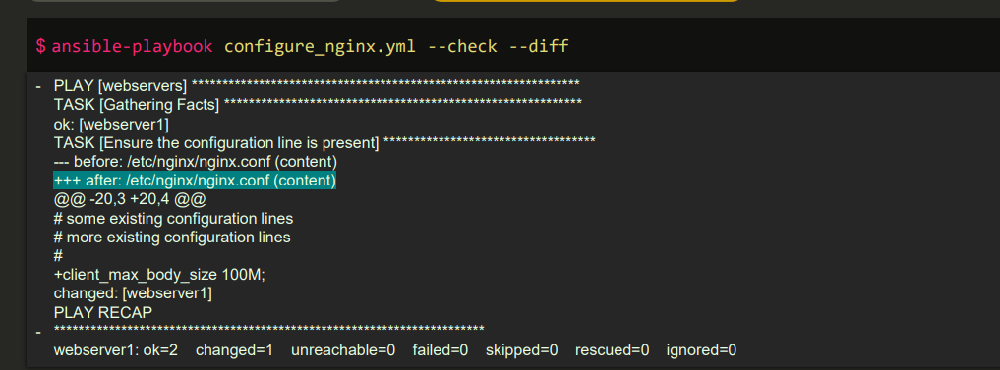 $ ansible-playbook configure_nginx.yml --check --diff
- PLAY [webservers] ****************************************************************
TASK [Gathering Facts] ***********************************************************
ok: [webserver1]
TASK [Ensure the configuration line is present] ***********************************
--- before: /etc/nginx/nginx.conf (content)
+++ after: /etc/nginx/nginx.conf (content)
@@ -20,3 +20,4 @@
# some existing configuration lines
# more existing configuration lines
#
+client_max_body_size 100M;
changed: [webserver1]
PLAY RECAP
- ***********************************************************************
webserver1: ok=2 changed=1 unreachable=0 failed=0 skipped=0 rescued=0 ignored=0